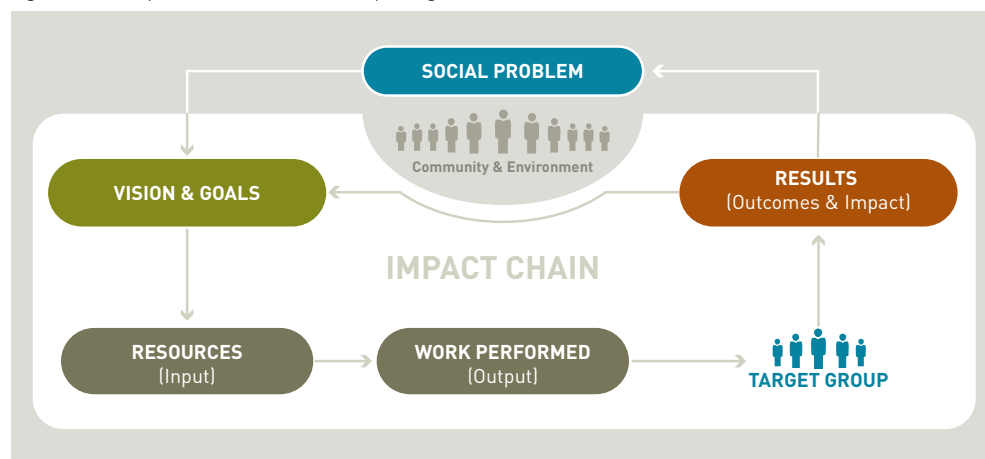 SOCIAL PROBLEM
Community & Environment
VISION & GOALS
RESULTS
(Outcomes & Impact)
IMPACT CHAIN
RESOURCES
(Input)
WORK PERFORMED
(Output)
TARGET GROUP